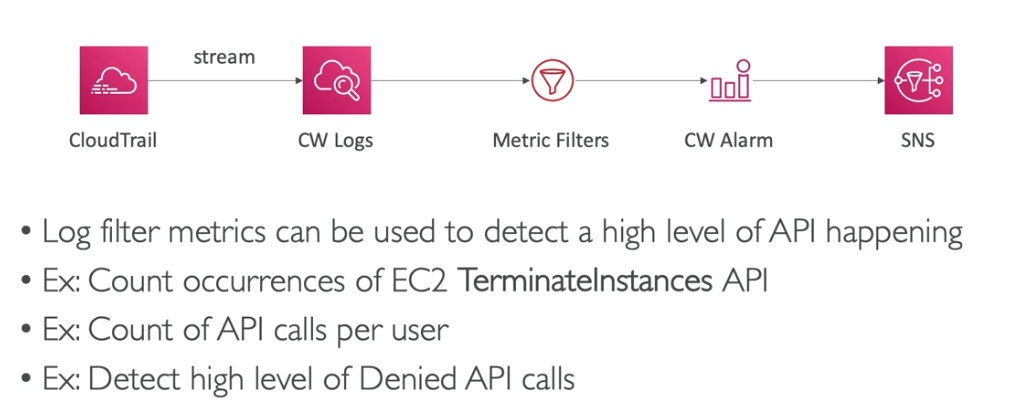 stream
CloudTrail
CW Logs
Metric Filters
CW Alarm
SNS
• Log filter metrics can be used to detect a high level of API happening
• Ex: Count occurrences of EC2 TerminateInstances API
• Ex: Count of API calls per user
• Ex: Detect high level of Denied API calls